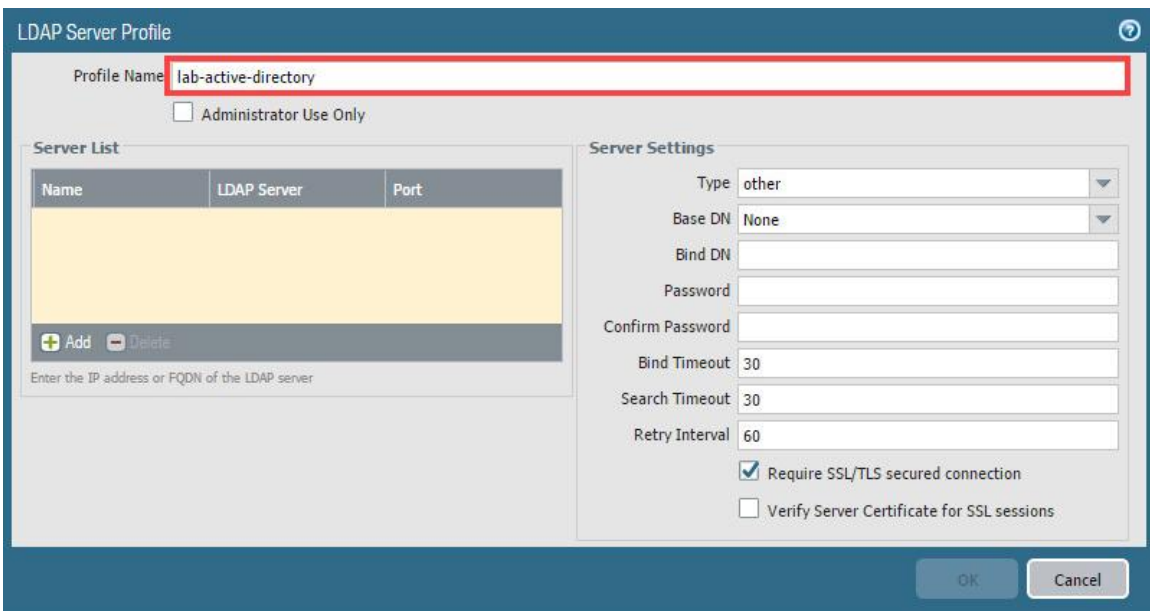 LDAP Server Profile
Profile Name lab-active-directory
Administrator Use Only
Server List
Name LDAP Server Port
Add Delete
Enter the IP address or FQDN of the LDAP server
Server Settings
Type other
Base DN None
Bind DN
Password
Confirm Password
Bind Timeout 30
Search Timeout 30
Retry Interval 60
Require SSL/TLS secured connection
Verify Server Certificate for SSL sessions
OK Cancel